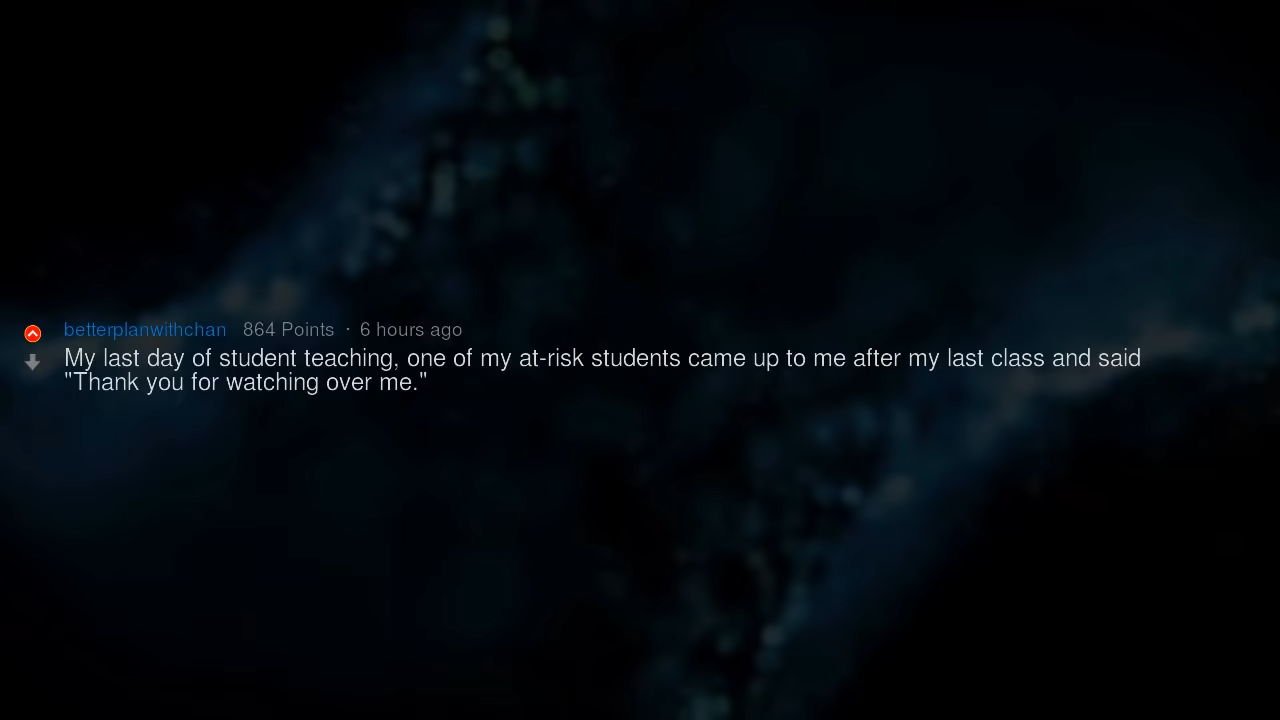 betterplanwithchan 864 Points · 6 hours ago
My last day of student teaching, one of my at-risk students came up to me after my last class and said
"Thank you for watching over me."